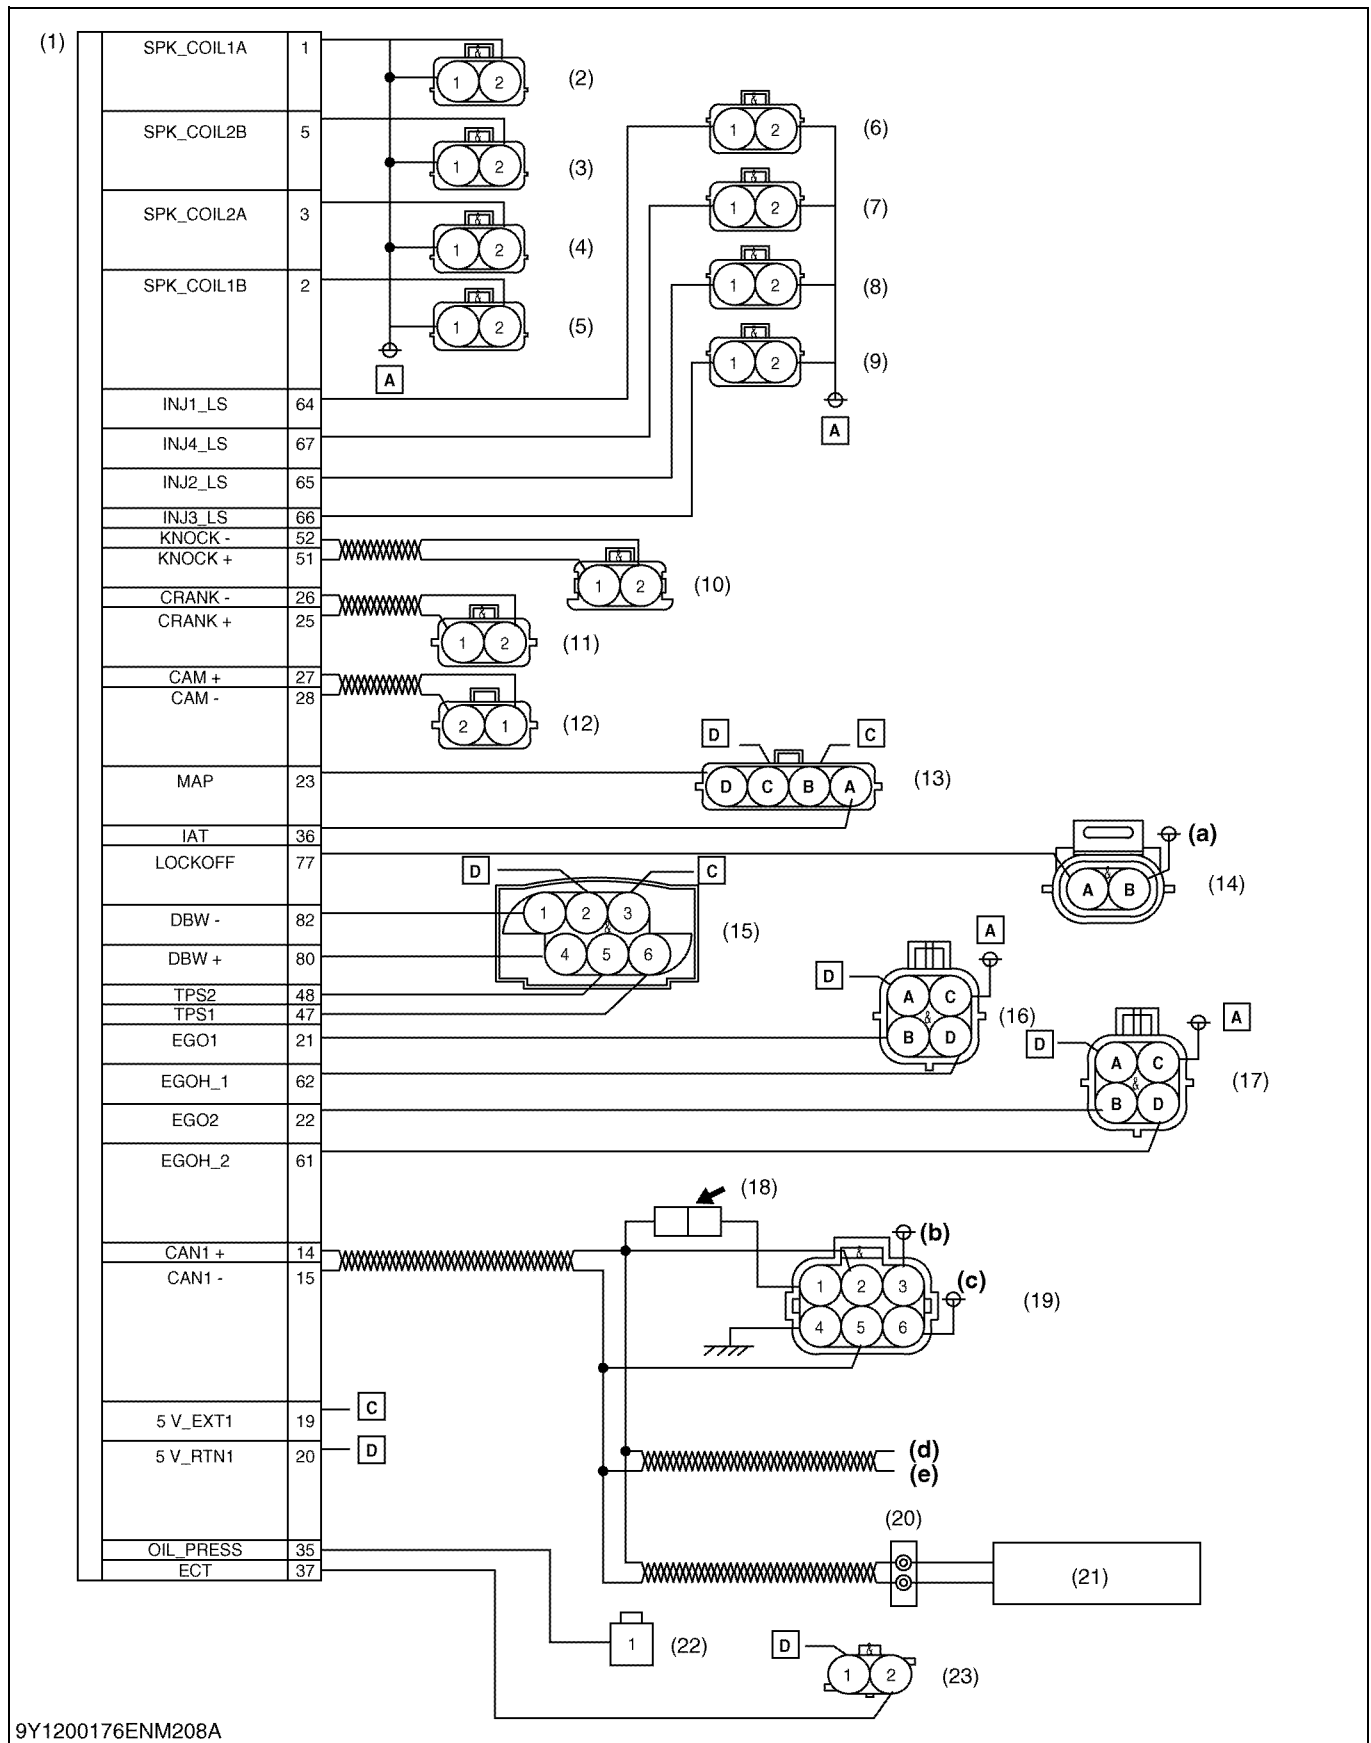 (1)
SPK_COIL1A 1
& 1 2 (2)
SPK_COIL2B 5
& 1 2 (3)
SPK_COIL2A 3
& 1 2 (4)
SPK_COIL1B 2
& 1 2 (5)
A
& 1 2 (6)
& 1 2 (7)
& 1 2 (8)
& 1 2 (9)
A
INJ1_LS 64
INJ4_LS 67
INJ2_LS 65
INJ3_LS 66
KNOCK - 52
KNOCK + 51
& 1 2 (10)
CRANK - 26
CRANK + 25
& 1 2 (11)
CAM + 27
CAM - 28
2 1 (12)
D C
MAP 23
D C B A (13)
IAT 36
LOCKOFF 77
(a)
A & B (14)
D C
DBW - 82
1 2 3 & (15)
DBW + 80
4 5 6
TPS2 48
TPS1 47
EGO1 21
D A
A C & B D (16)
EGOH_1 62
D A
A C & B D (17)
EGO2 22
EGOH_2 61
(18)
CAN1 + 14
CAN1 - 15
(b)
&
1 2 3 (c)
4 5 6 (19)
5 V_EXT1 19 C
5 V_RTN1 20 D
(d)
(e)
(20)
OIL_PRESS 35
ECT 37
(21)
1 (22)
D & 1 2 (23)
9Y1200176ENM208A